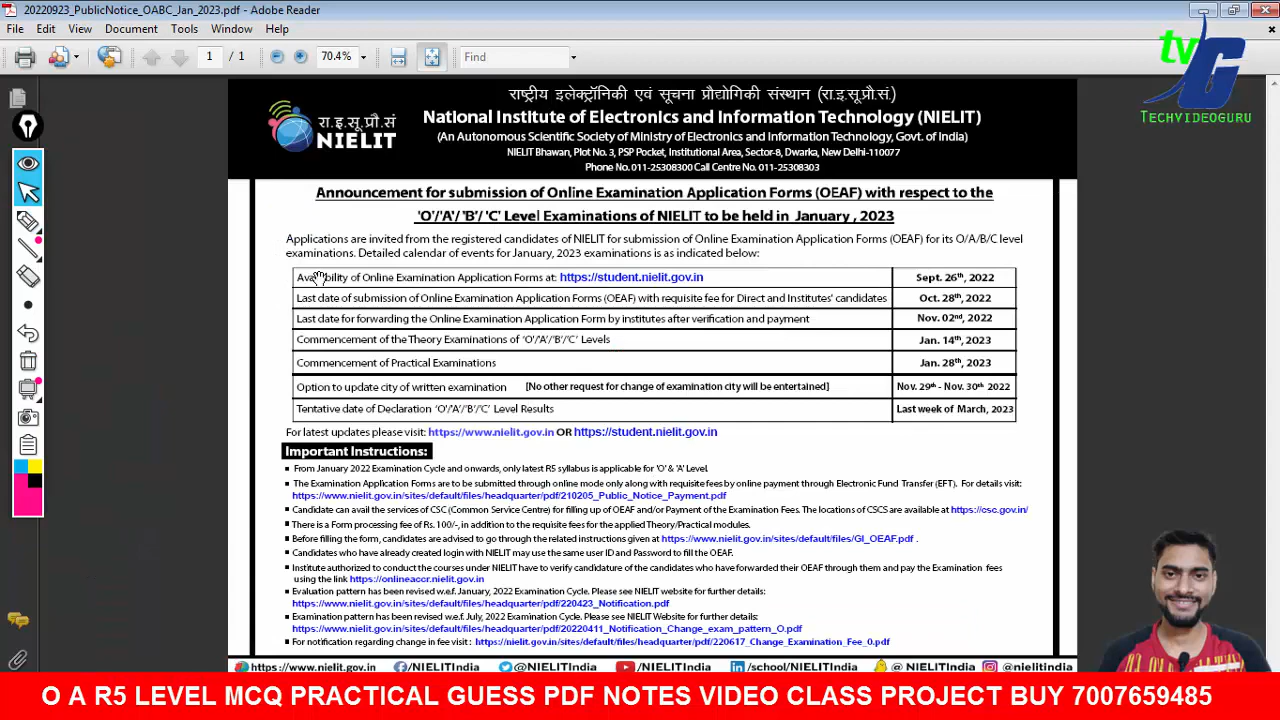 20220923_PublicNotice_OABC_Jan_2023.pdf - Adobe Reader
File Edit View Document Tools Window Help
1 / 1 70.4% Find
tv G
TECHVIDEOGURU
राष्ट्रीय इलेक्ट्रॉनिकी एवं सूचना प्रौद्योगिकी संस्थान (रा.इ.सू.प्रौ.सं.)
रा.इ.सू.प्रौ.सं
NIELIT
National Institute of Electronics and Information Technology (NIELIT)
(An Autonomous Scientific Society of Ministry of Electronics and Information Technology, Govt. of India)
NIELIT Bhawan, Plot No. 3, PSP Pocket, Institutional Area, Sector-8, Dwarka, New Delhi-110077
Phone No. 011-25308300 Call Centre No. 011-25308303
Announcement for submission of Online Examination Application Forms (OEAF) with respect to the
'O'/'A'/ 'B'/ 'C' Level Examinations of NIELIT to be held in January , 2023
Applications are invited from the registered candidates of NIELIT for submission of Online Examination Application Forms (OEAF) for its O/A/B/C level
examinations. Detailed calendar of events for January, 2023 examinations is as indicated below:
Availability of Online Examination Application Forms at: https://student.nielit.gov.in Sept. 26th, 2022
Last date of submission of Online Examination Application Forms (OEAF) with requisite fee for Direct and Institutes' candidates Oct. 28th, 2022
Last date for forwarding the Online Examination Application Form by institutes after verification and payment Nov. 02nd, 2022
Commencement of the Theory Examinations of 'O'/'A'/'B'/'C' Levels Jan. 14th, 2023
Commencement of Practical Examinations Jan. 28th, 2023
Option to update city of written examination [No other request for change of examination city will be entertained] Nov. 29th - Nov. 30th 2022
Tentative date of Declaration 'O'/'A'/'B'/'C' Level Results Last week of March, 2023
For latest updates please visit: https://www.nielit.gov.in OR https://student.nielit.gov.in
Important Instructions:
▪ From January 2022 Examination Cycle and onwards, only latest R5 syllabus is applicable for 'O' & 'A' Level.
▪ The Examination Application Forms are to be submitted through online mode only along with requisite fees by online payment through Electronic Fund Transfer (EFT). For details visit:
https://www.nielit.gov.in/sites/default/files/headquarter/pdf/210205_Public_Notice_Payment.pdf
▪ Candidate can avail the services of CSC (Common Service Centre) for filling up of OEAF and/or Payment of the Examination Fees. The locations of CSCS are available at https://csc.gov.in/
▪ There is a Form processing fee of Rs. 100/-, in addition to the requisite fees for the applied Theory/Practical modules.
▪ Before filling the form, candidates are advised to go through the related instructions given at https://www.nielit.gov.in/sites/default/files/GI_OEAF.pdf .
▪ Candidates who have already created login with NIELIT may use the same user ID and Password to fill the OEAF.
▪ Institute authorized to conduct the courses under NIELIT have to verify candidature of the candidates who have forwarded their OEAF through them and pay the Examination fees
using the link https://onlineaccr.nielit.gov.in
▪ Evaluation pattern has been revised w.e.f. January, 2022 Examination Cycle. Please see NIELIT website for further details:
https://www.nielit.gov.in/sites/default/files/headquarter/pdf/220423_Notification.pdf
▪ Examination pattern has been revised w.e.f July, 2022 Examination Cycle. Please see NIELIT Website for further details:
https://www.nielit.gov.in/sites/default/files/headquarter/pdf/20220411_Notification_Change_exam_pattern_O.pdf
▪ For notification regarding change in fee visit : https://nielit.gov.in/sites/default/files/headquarter/pdf/220617_Change_Examination_Fee_0.pdf
https://www.nielit.gov.in /NIELITIndia @NIELITIndia /NIELITIndia /school/NIELITIndia @ NIELITIndia @nielitindia
O A R5 LEVEL MCQ PRACTICAL GUESS PDF NOTES VIDEO CLASS PROJECT BUY 7007659485